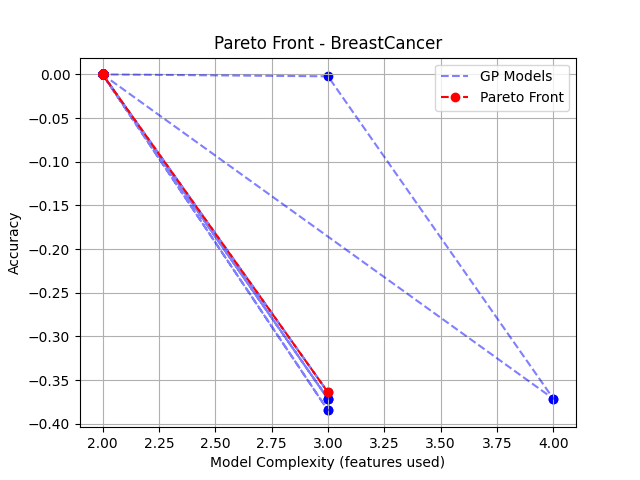 Pareto Front - BreastCancer
GP Models
Pareto Front
0.00
−0.05
−0.10
−0.15
−0.20
−0.25
−0.30
−0.35
−0.40
Accuracy
2.00 2.25 2.50 2.75 3.00 3.25 3.50 3.75 4.00
Model Complexity (features used)